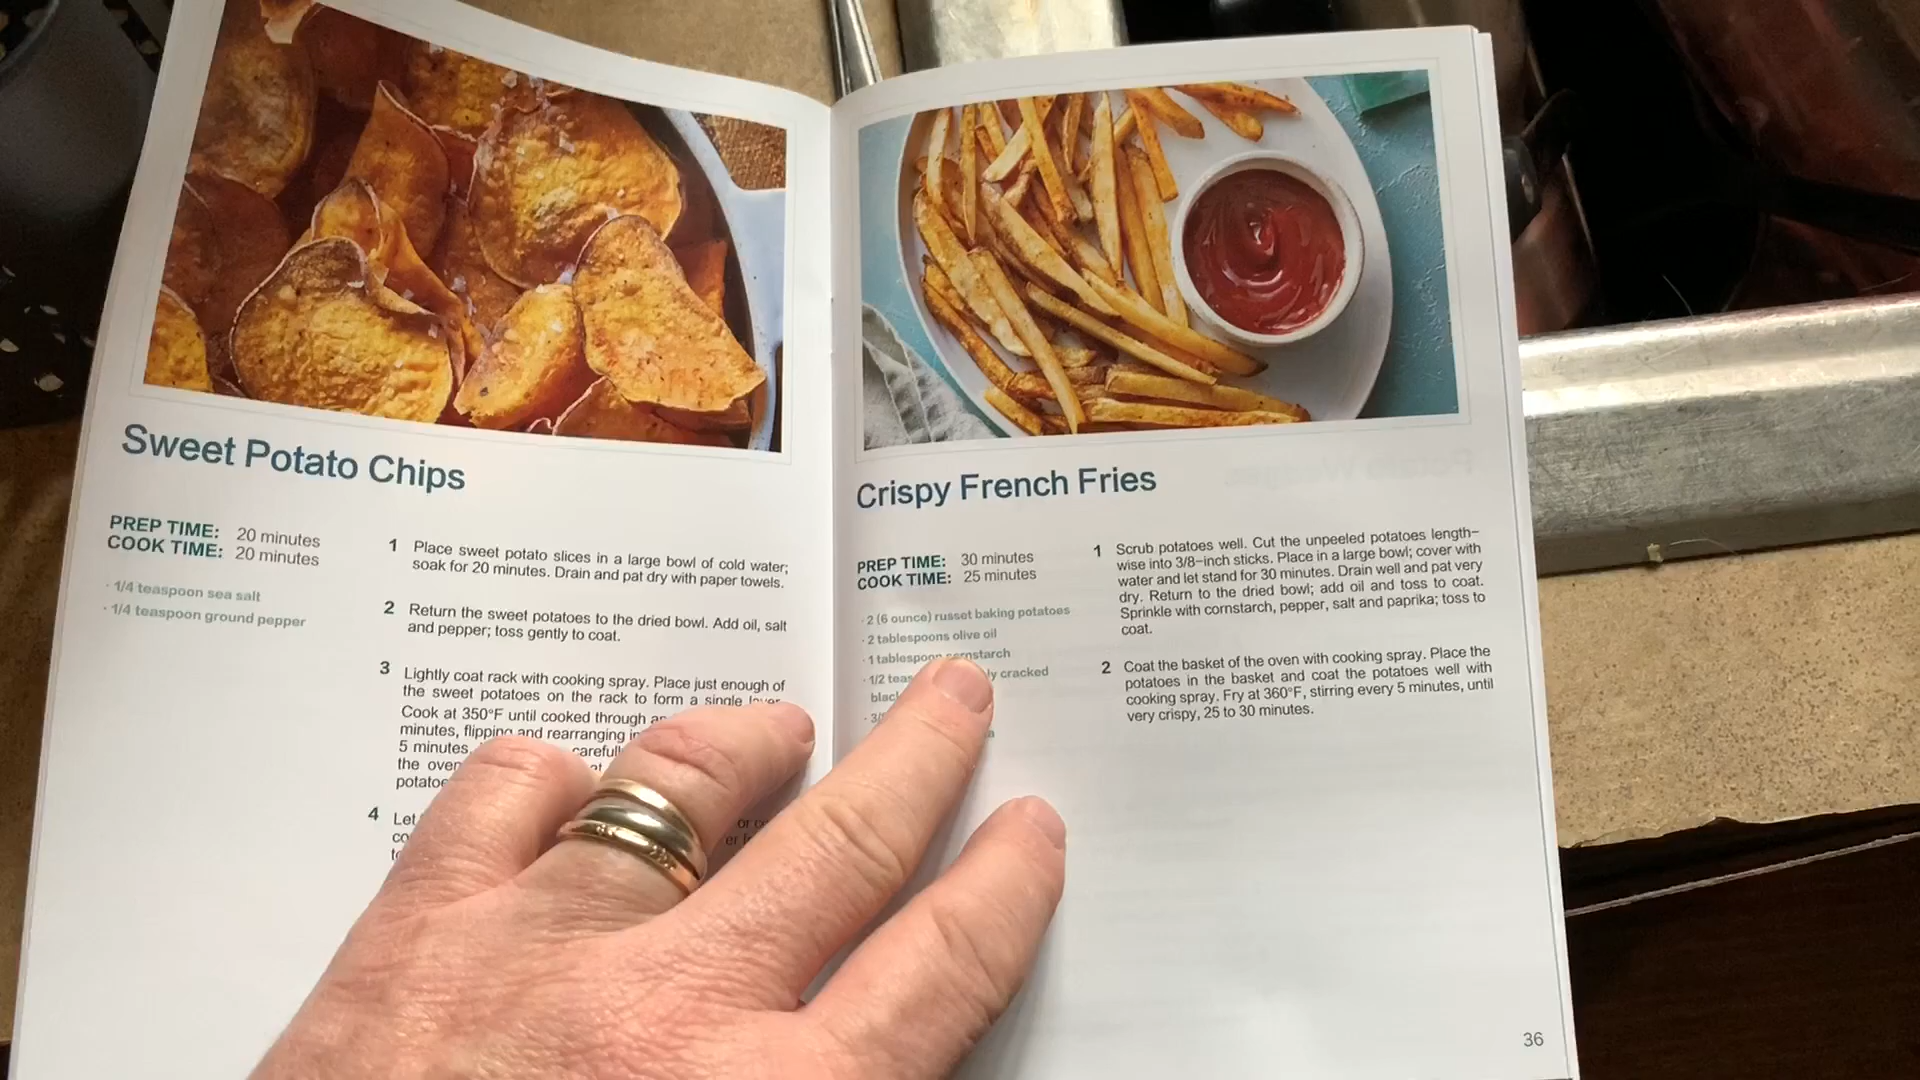 Sweet Potato Chips
PREP TIME: 20 minutes
COOK TIME: 20 minutes
· 1/4 teaspoon sea salt
· 1/4 teaspoon ground pepper
1 Place sweet potato slices in a large bowl of cold water;
soak for 20 minutes. Drain and pat dry with paper towels.
2 Return the sweet potatoes to the dried bowl. Add oil, salt
and pepper; toss gently to coat.
3 Lightly coat rack with cooking spray. Place just enough of
the sweet potatoes on the rack to form a single layer.
Cook at 350°F until cooked through
minutes, flipping and rearranging
5 minutes.
the oven
4 Let
Crispy French Fries
PREP TIME: 30 minutes
COOK TIME: 25 minutes
· 2 (6 ounce) russet baking potatoes
· 2 tablespoons olive oil
· 1 tablespoon cornstarch
· 1/2 cracked
1 Scrub potatoes well. Cut the unpeeled potatoes length-
wise into 3/8-inch sticks. Place in a large bowl; cover with
water and let stand for 30 minutes. Drain well and pat very
dry. Return to the dried bowl; add oil and toss to coat.
Sprinkle with cornstarch, pepper, salt and paprika; toss to
coat.
2 Coat the basket of the oven with cooking spray. Place the
potatoes in the basket and coat the potatoes well with
cooking spray. Fry at 360°F, stirring every 5 minutes, until
very crispy, 25 to 30 minutes.
36